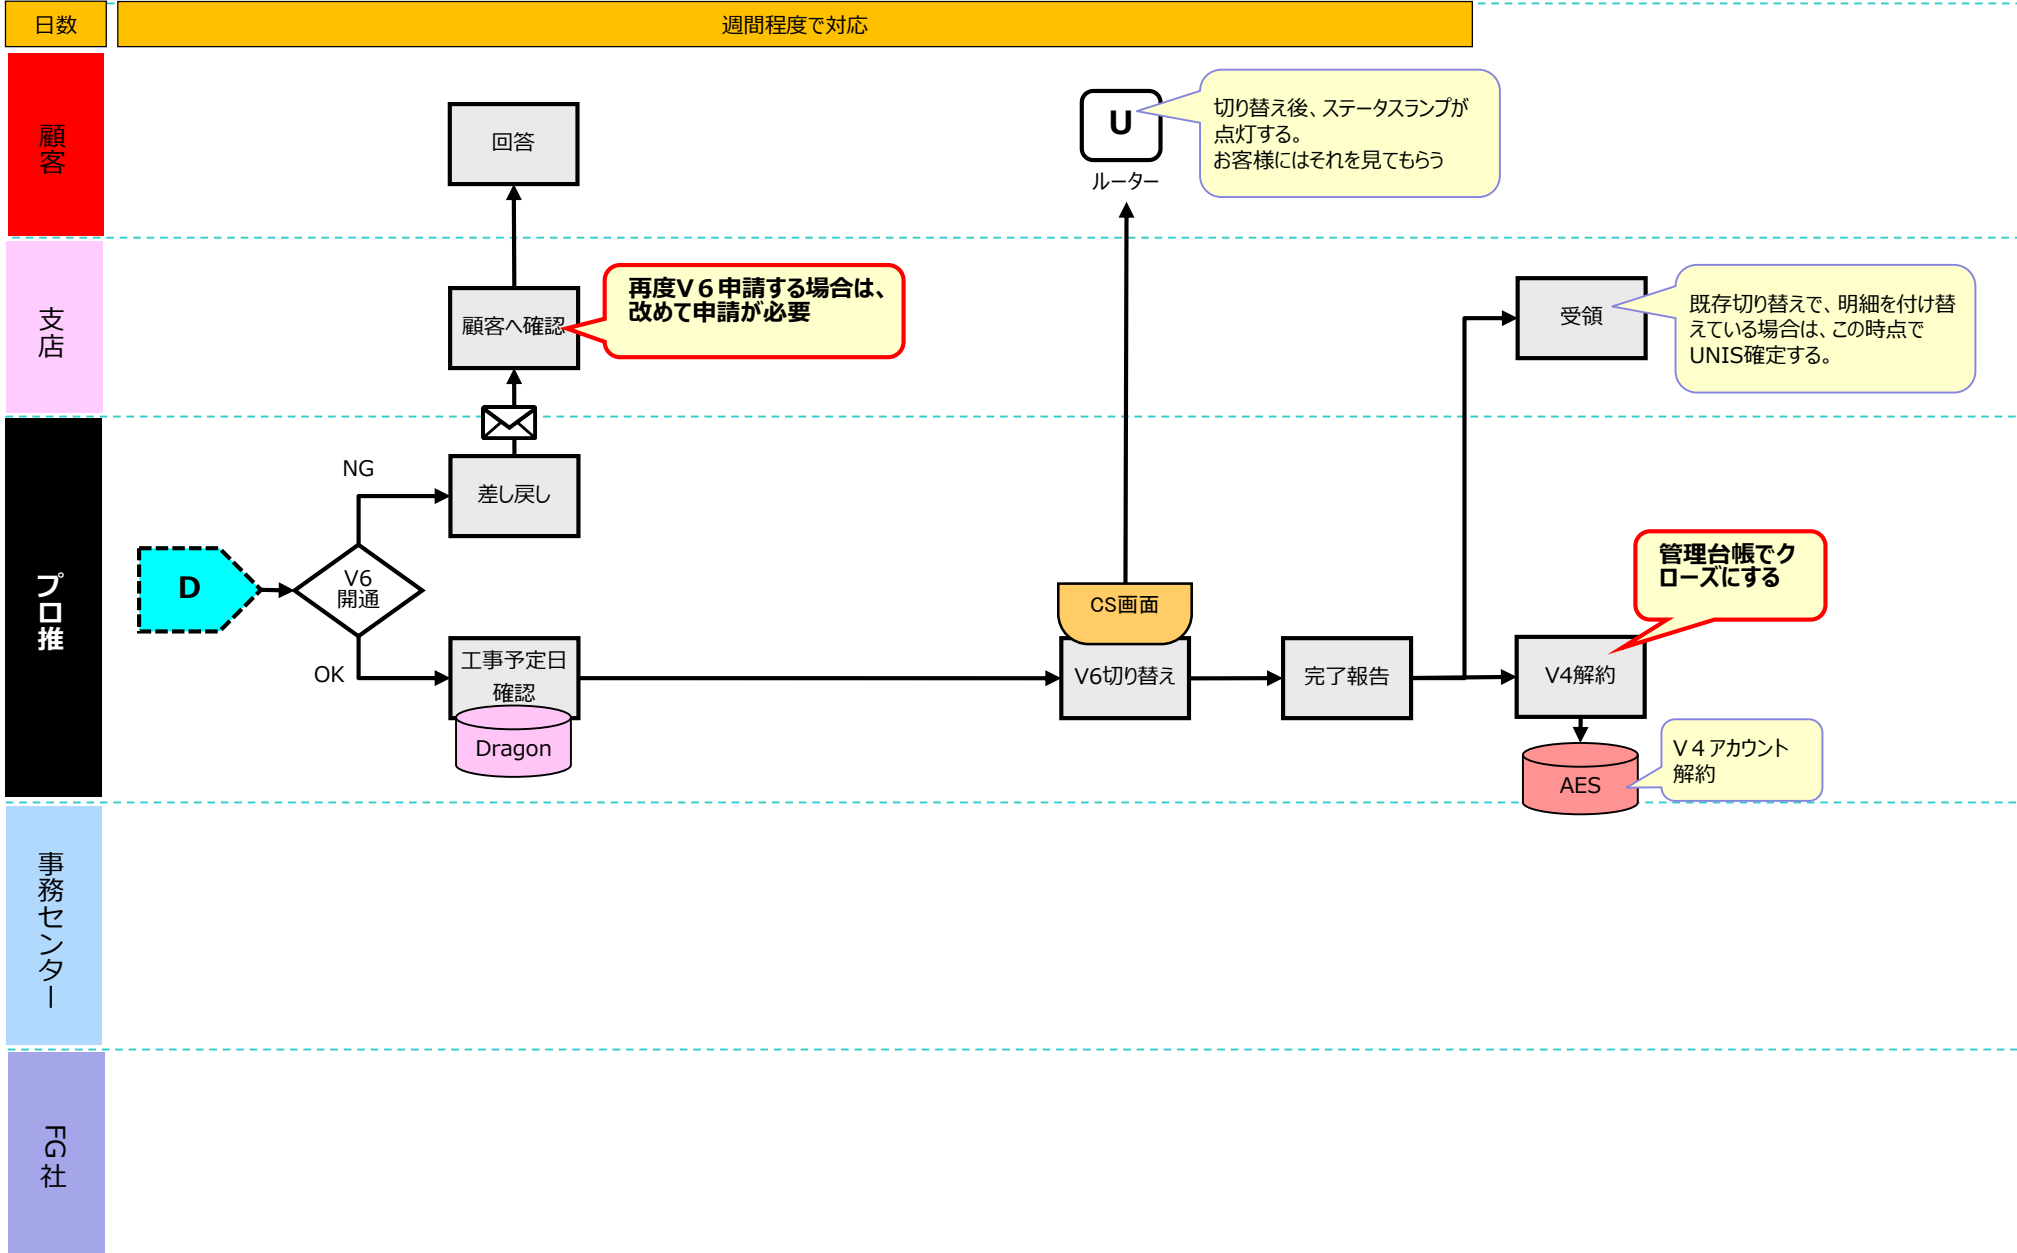 日数
週間程度で対応
顧客
回答
U
ルーター
切り替え後、ステータスランプが
点灯する。
お客様にはそれを見てもらう
支店
顧客へ確認
再度V６申請する場合は、
改めて申請が必要
受領
既存切り替えで、明細を付け替
えている場合は、この時点で
UNIS確定する。
プロ推
NG
差し戻し
D
V6
開通
OK
工事予定日
確認
Dragon
CS画面
V6切り替え
完了報告
V4解約
管理台帳でク
ローズにする
AES
V４アカウント
解約
事務センター
FG社